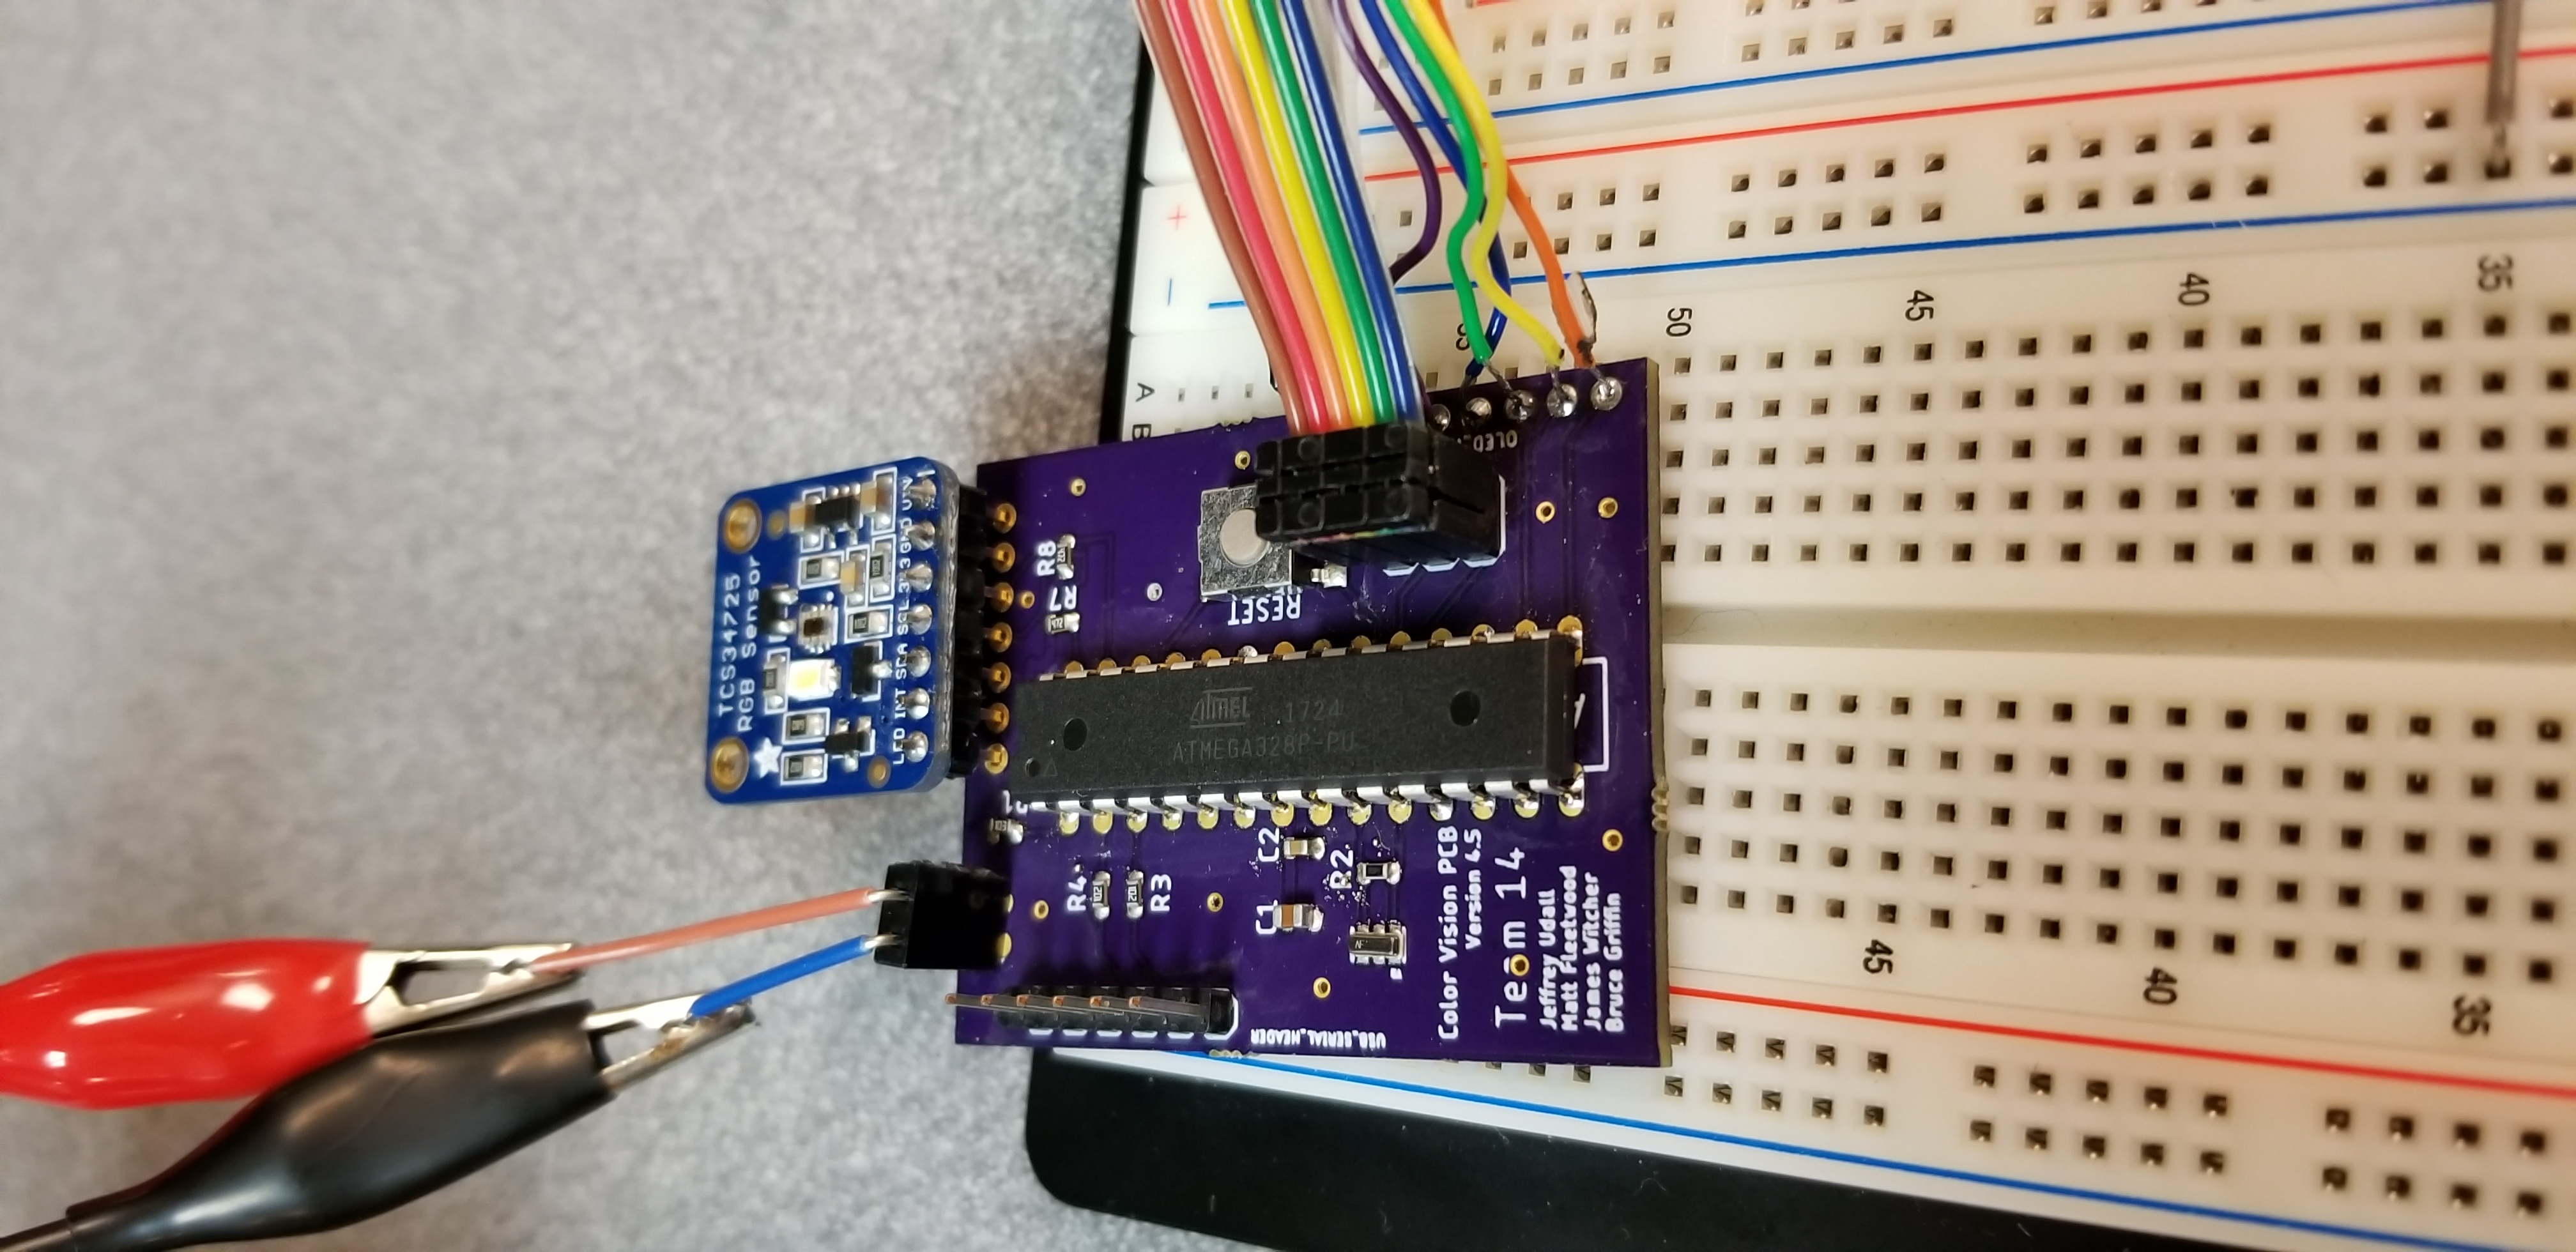 TCS34725
RGB Sensor
VIN
GND
3V3
SCL
SDA
INT
LED
R8
R7
RESET
ATMEL 1724
ATMEGA328P-PU
R4
R3
C2
C1
R2
Color Vision PCB
Version 4.5
Team 14
Jeffrey Udall
Matt Fleetwood
James Witcher
Bruce Griffin
USB_SERIAL_HEADER
A
B
+
-
50
45
40
35
45
40
35